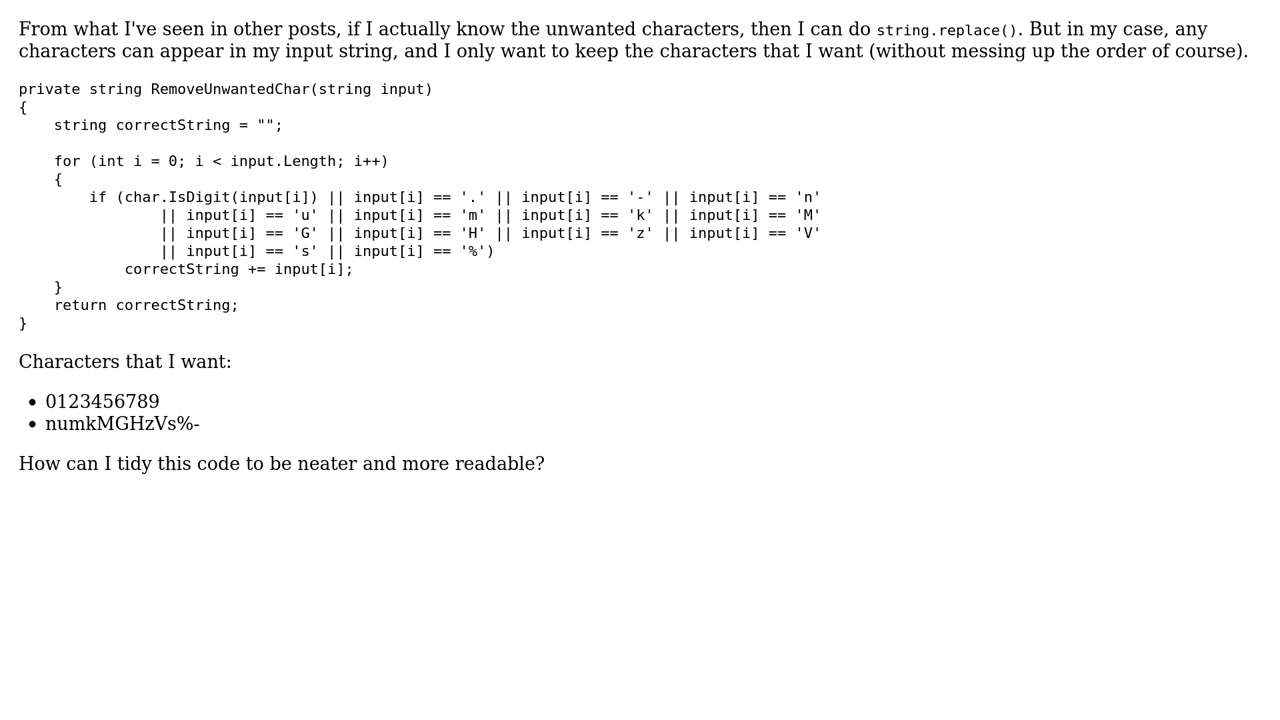 From what I've seen in other posts, if I actually know the unwanted characters, then I can do string.replace(). But in my case, any
characters can appear in my input string, and I only want to keep the characters that I want (without messing up the order of course).
private string RemoveUnwantedChar(string input)
{
    string correctString = "";
    for (int i = 0; i < input.Length; i++)
    {
        if (char.IsDigit(input[i]) || input[i] == '.' || input[i] == '-' || input[i] == 'n'
                || input[i] == 'u' || input[i] == 'm' || input[i] == 'k' || input[i] == 'M'
                || input[i] == 'G' || input[i] == 'H' || input[i] == 'z' || input[i] == 'V'
                || input[i] == 's' || input[i] == '%')
            correctString += input[i];
    }
    return correctString;
}
Characters that I want:
• 0123456789
• numkMGHzVs%-
How can I tidy this code to be neater and more readable?